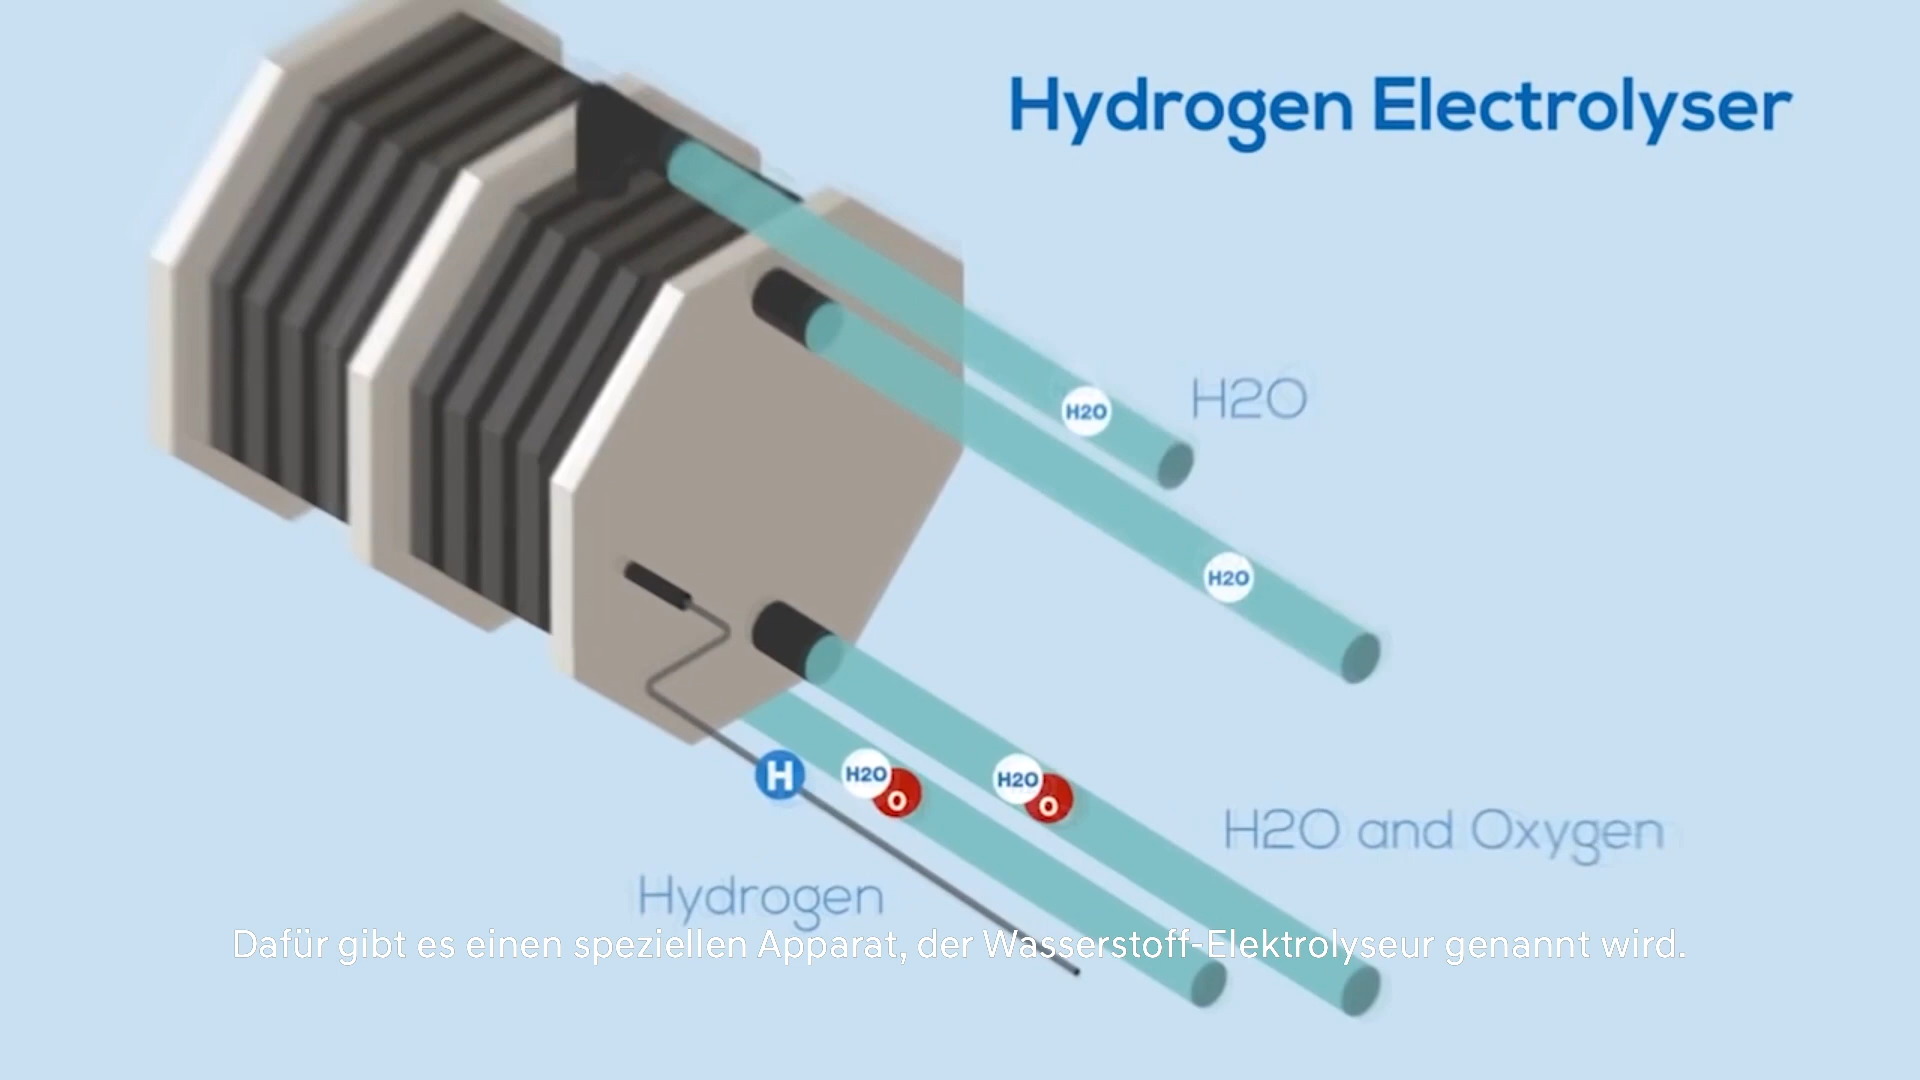 Hydrogen Electrolyser
H2O
H2O
H2O
H H2O O H2O O
H2O and Oxygen
Hydrogen
Dafür gibt es einen speziellen Apparat, der Wasserstoff-Elektrolyseur genannt wird.